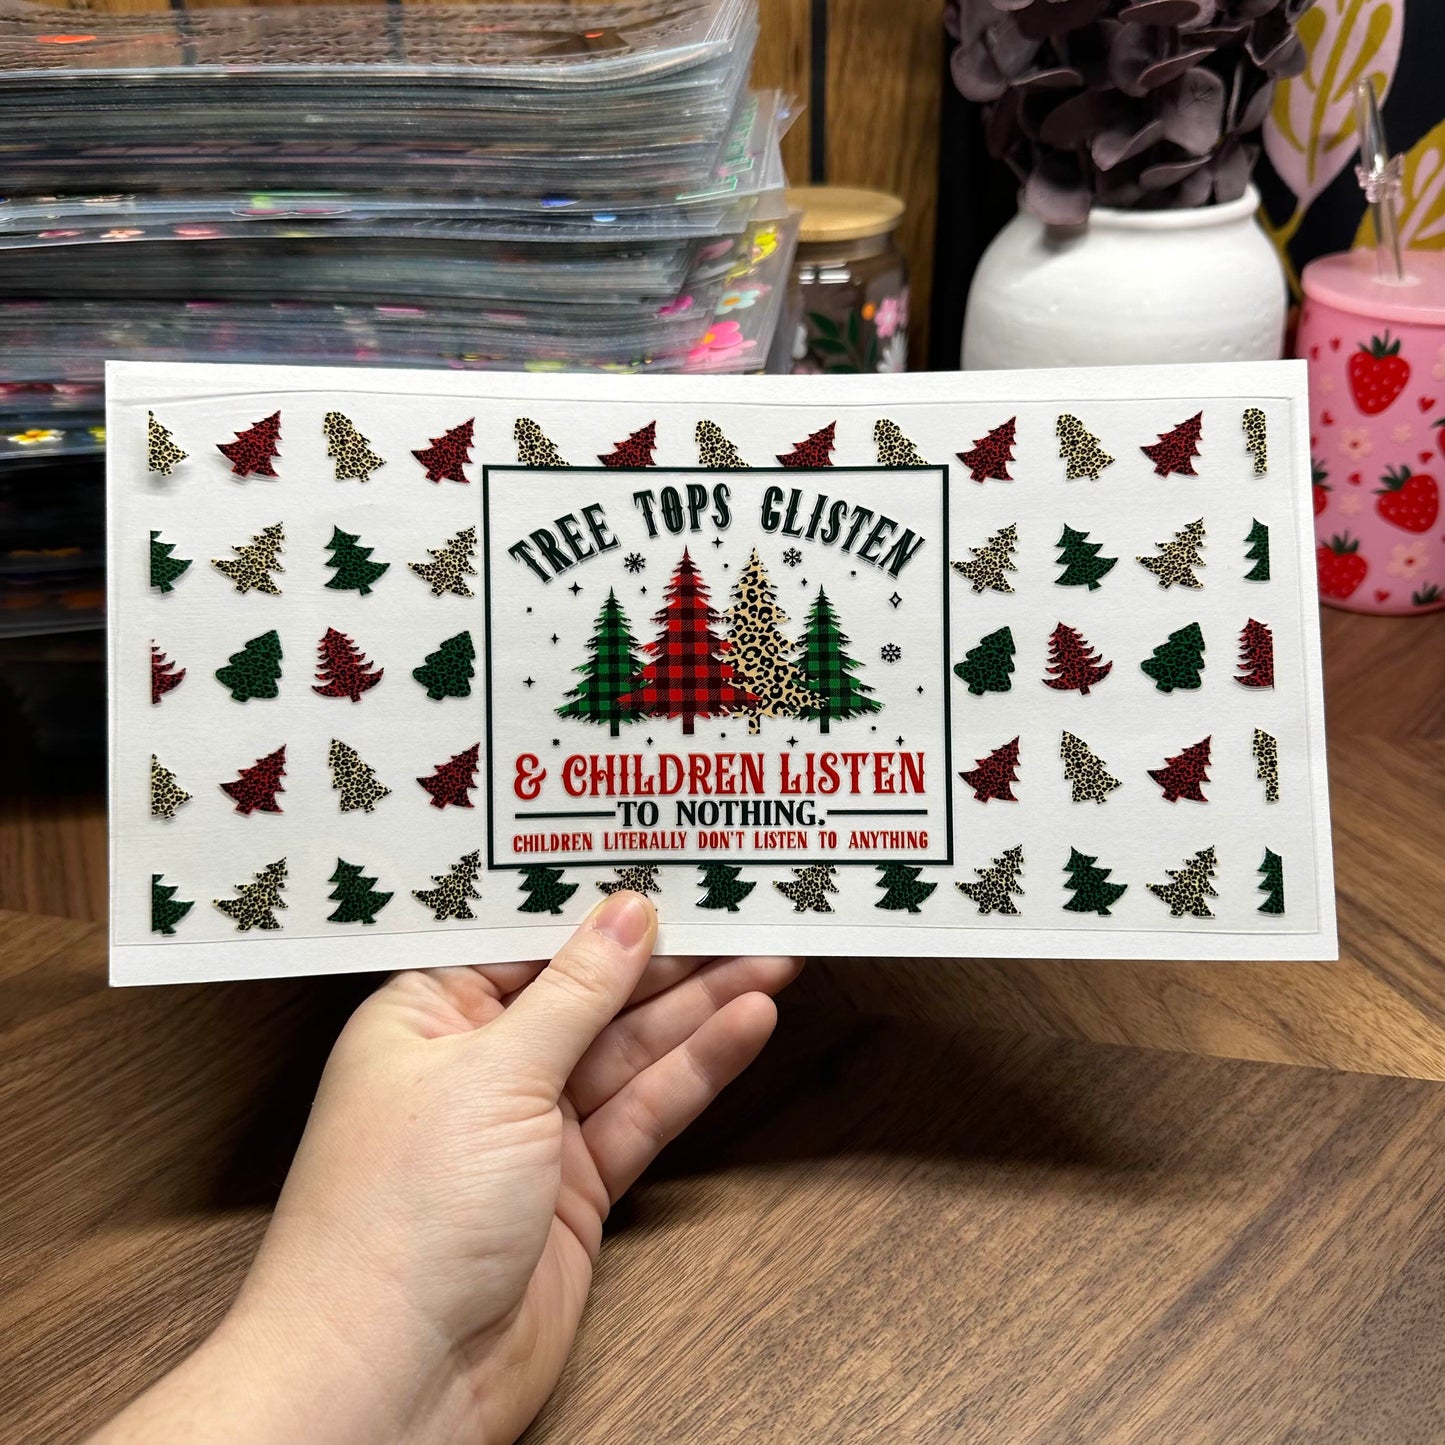 TREE TOPS GLISTEN
& CHILDREN LISTEN
TO NOTHING.
CHILDREN LITERALLY DON'T LISTEN TO ANYTHING